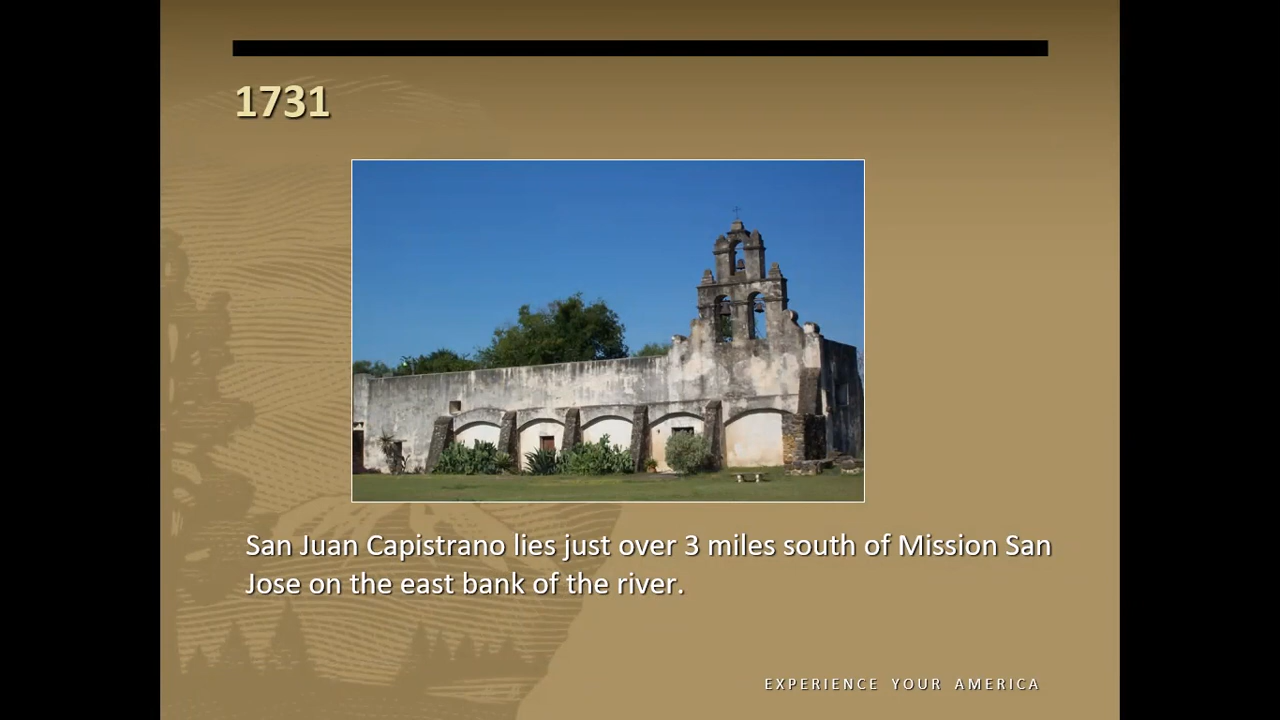 1731
San Juan Capistrano lies just over 3 miles south of Mission San
Jose on the east bank of the river.
EXPERIENCE YOUR AMERICA